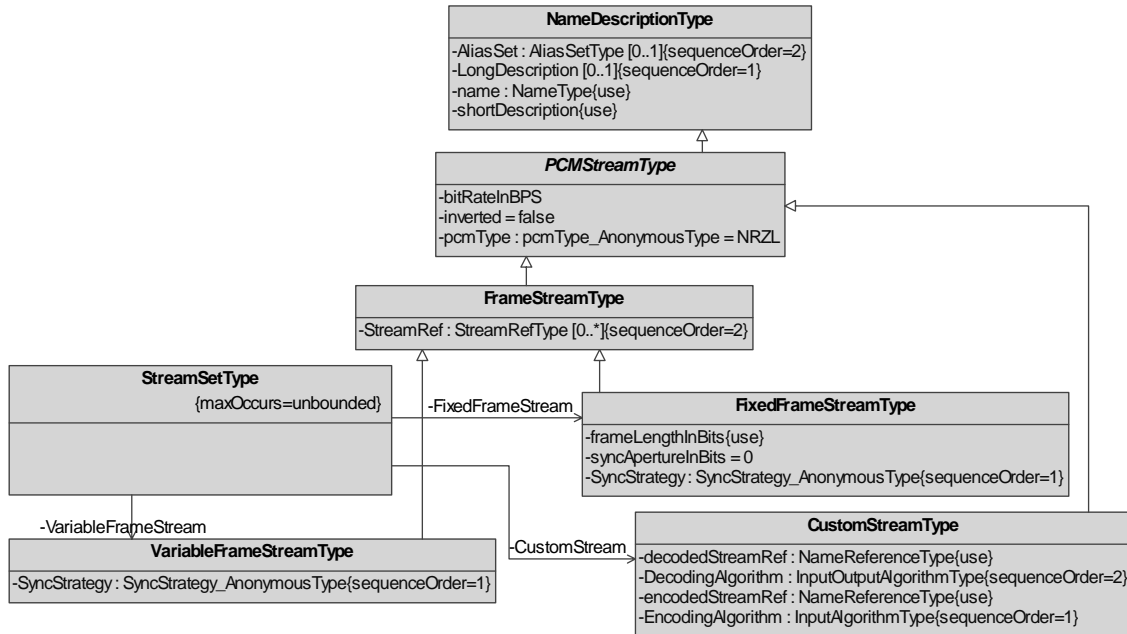 NameDescriptionType
-AliasSet : AliasSetType [0..1]{sequenceOrder=2}
-LongDescription [0..1]{sequenceOrder=1}
-name : NameType{use}
-shortDescription{use}
PCMStreamType
-bitRateInBPS
-inverted = false
-pcmType : pcmType_AnonymousType = NRZL
FrameStreamType
-StreamRef : StreamRefType [0..*]{sequenceOrder=2}
StreamSetType
{maxOccurs=unbounded}
-FixedFrameStream
FixedFrameStreamType
-frameLengthInBits{use}
-syncApertureInBits = 0
-SyncStrategy : SyncStrategy_AnonymousType{sequenceOrder=1}
-VariableFrameStream
VariableFrameStreamType
-SyncStrategy : SyncStrategy_AnonymousType{sequenceOrder=1}
-CustomStream
CustomStreamType
-decodedStreamRef : NameReferenceType{use}
-DecodingAlgorithm : InputOutputAlgorithmType{sequenceOrder=2}
-encodedStreamRef : NameReferenceType{use}
-EncodingAlgorithm : InputAlgorithmType{sequenceOrder=1}